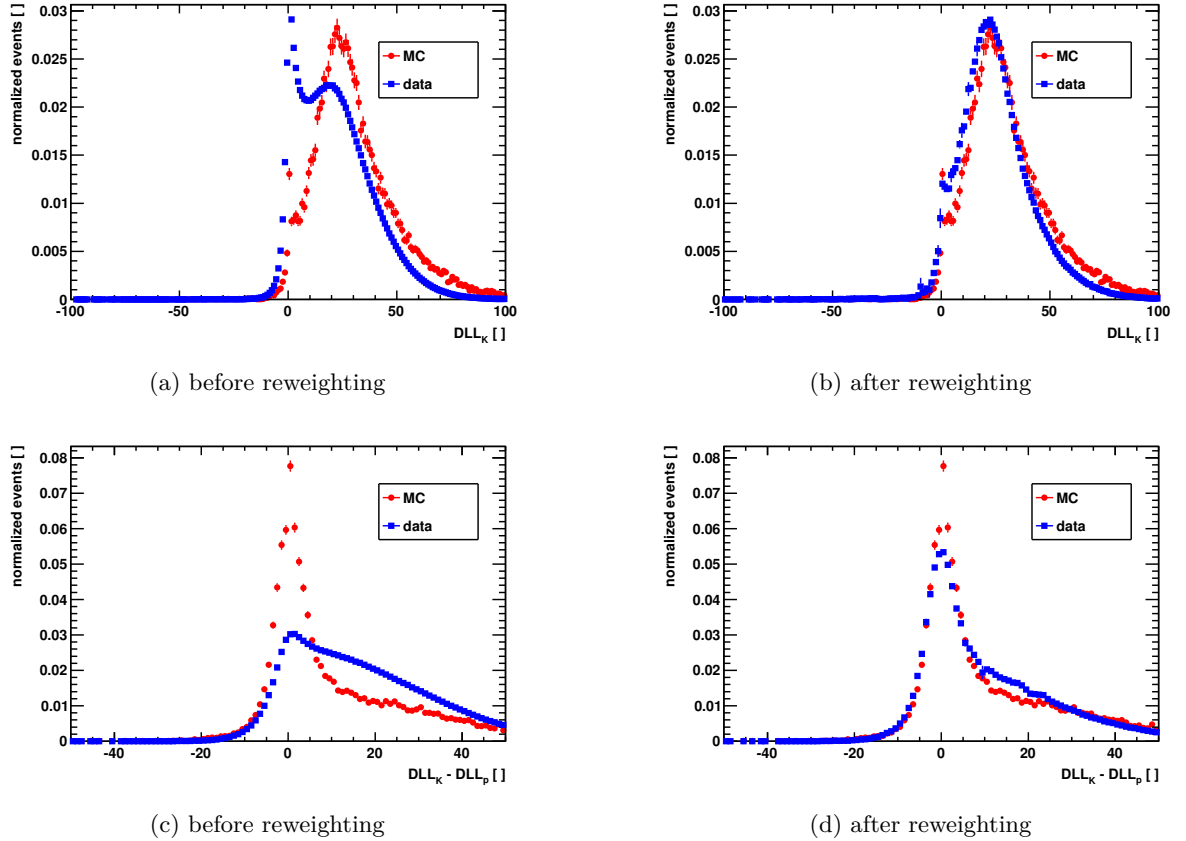 normalized events [ ]
0.03
0.025
0.02
0.015
0.01
0.005
0
-100
-50
0
50
100
DLL_K [ ]
MC
data
(a) before reweighting
normalized events [ ]
0.03
0.025
0.02
0.015
0.01
0.005
0
-100
-50
0
50
100
DLL_K [ ]
MC
data
(b) after reweighting
normalized events [ ]
0.08
0.07
0.06
0.05
0.04
0.03
0.02
0.01
0
-40
-20
0
20
40
DLL_K - DLL_p [ ]
MC
data
(c) before reweighting
normalized events [ ]
0.08
0.07
0.06
0.05
0.04
0.03
0.02
0.01
0
-40
-20
0
20
40
DLL_K - DLL_p [ ]
MC
data
(d) after reweighting